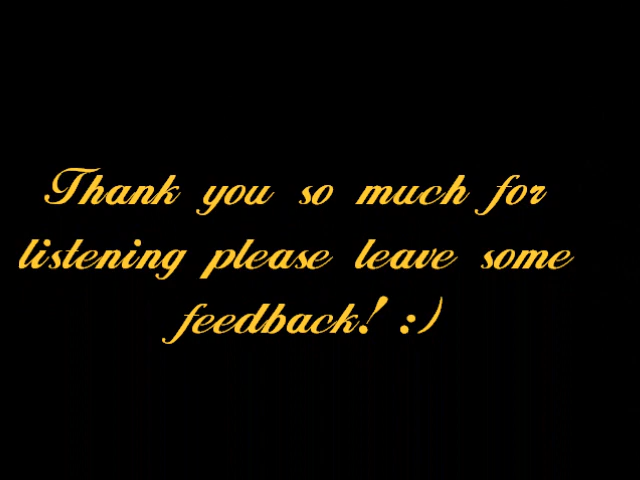 Thank you so much for
listening please leave some
feedback! :)